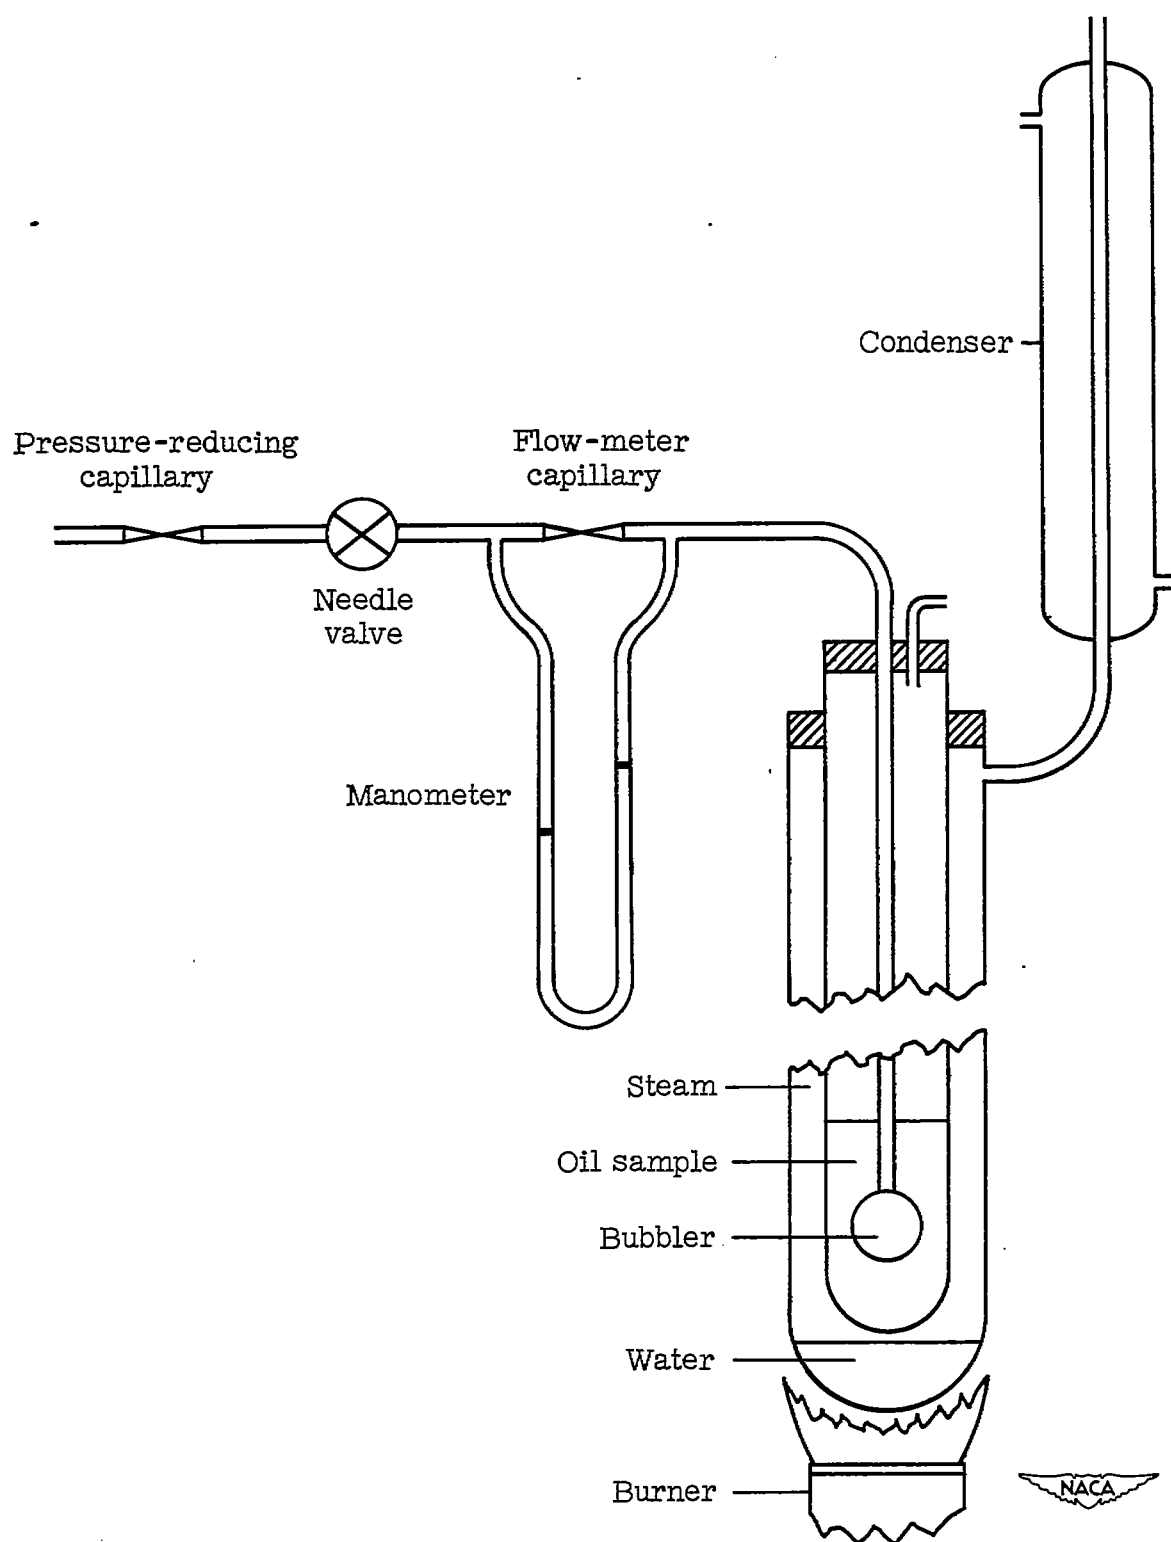 Condenser
Pressure-reducing
capillary
Flow-meter
capillary
Needle
valve
Manometer
Steam
Oil sample
Bubbler
Water
Burner
NACA